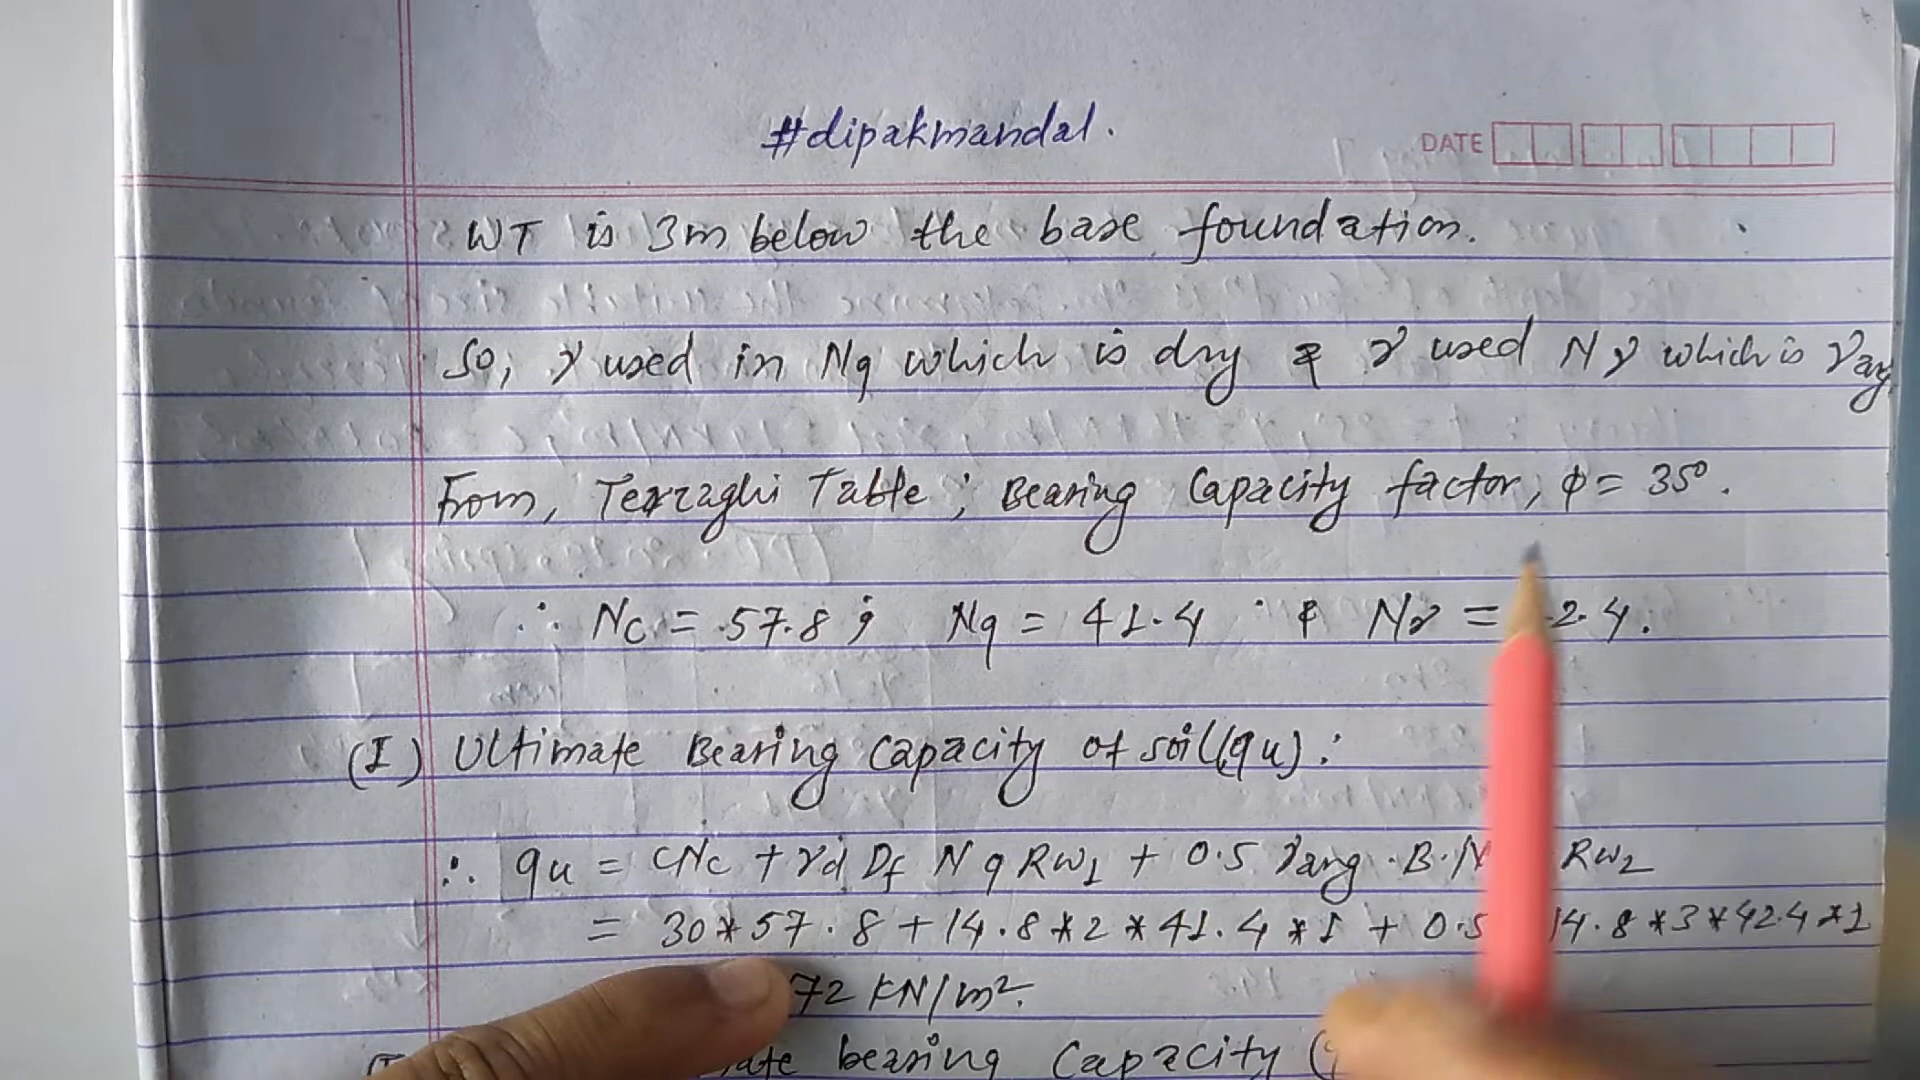 #dipakmandal.
DATE
WT is 3m below the base foundation.
So, γ used in Nq which is dry & γ used Nγ which is γavg.
From, Terzaghi Table; Bearing Capacity factor, φ = 35°.
∴ Nc = 57.8; Nq = 41.4 & Nγ = 2.4.
(I) Ultimate Bearing Capacity of soil(qu):
∴ qu = CNc + γd Df Nq Rw1 + 0.5 γavg · B · N Rw2
= 30*57.8 + 14.8*2*41.4*1 + 0.5 14.8*3*42.4*1
72 KN/m².
bearing Capacity (